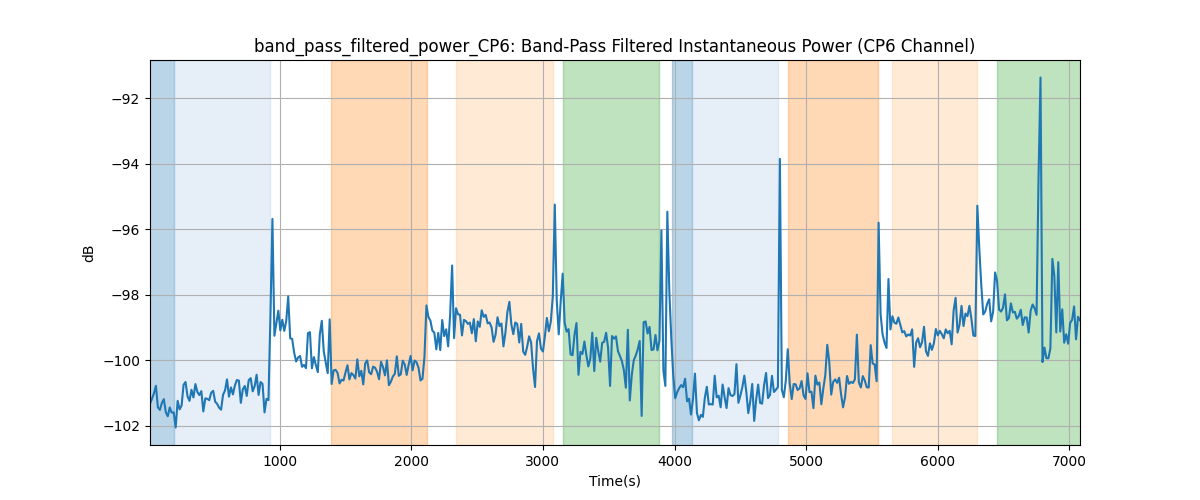 band_pass_filtered_power_CP6: Band-Pass Filtered Instantaneous Power (CP6 Channel)
−92
−94
−96
−98
−100
−102
dB
1000 2000 3000 4000 5000 6000 7000
Time(s)